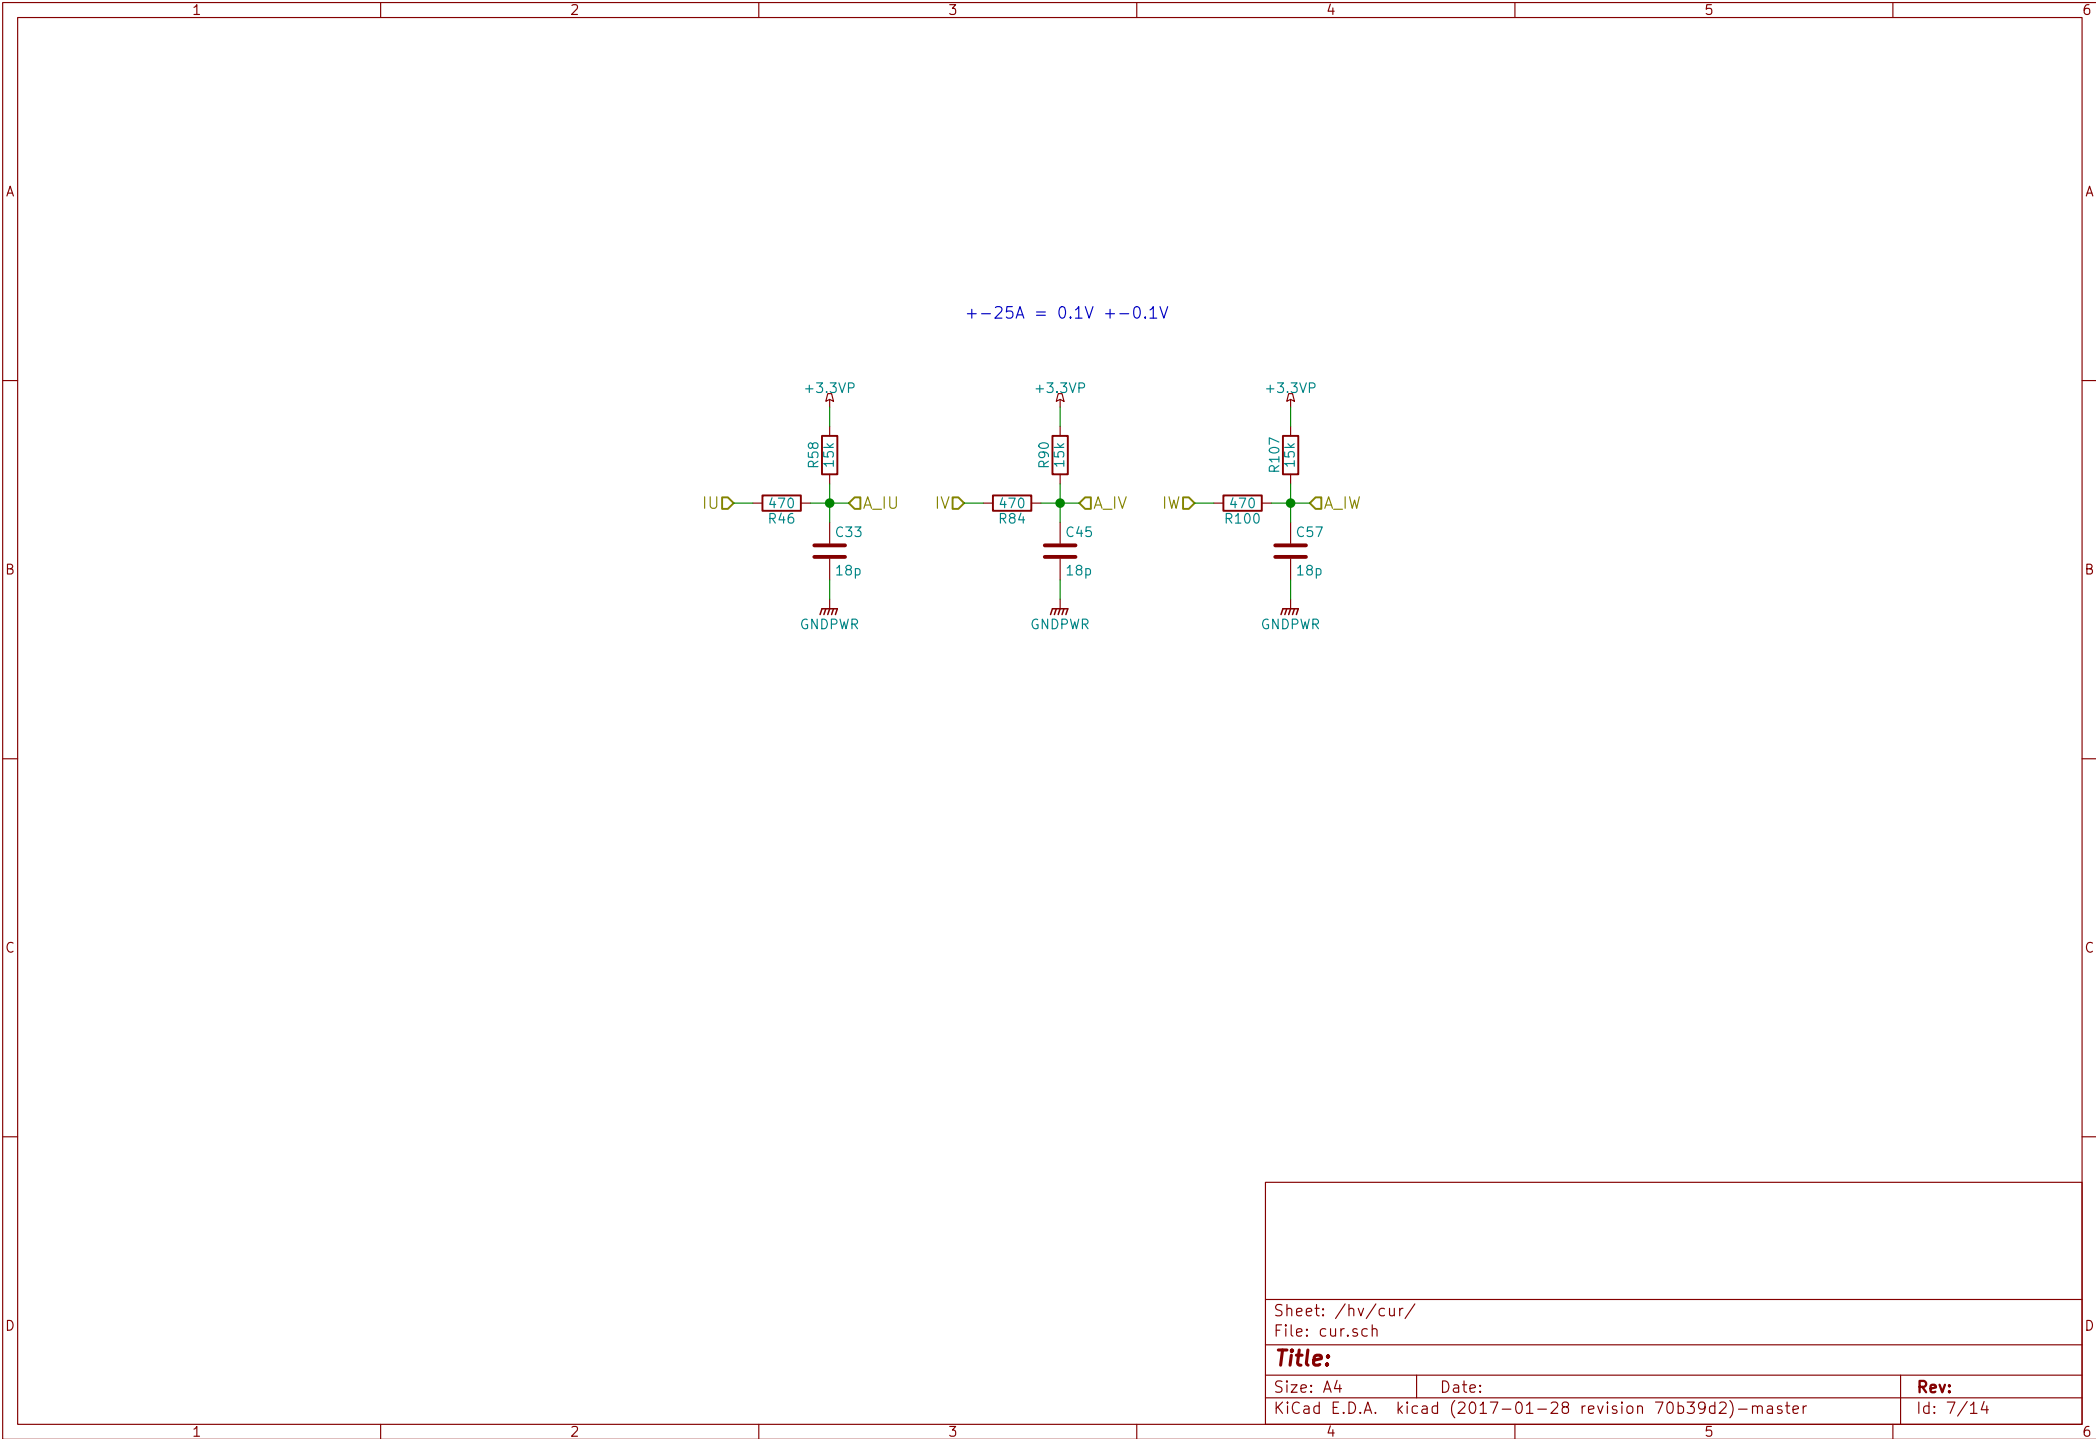 1 2 3 4 5 6
A A
+-25A = 0.1V +-0.1V
+3.3VP +3.3VP +3.3VP
R58 15k R90 15k R107 15k
IU 470 A_IU IV 470 A_IV IW 470 A_IW
R46 R84 R100
C33 C45 C57
B 18p 18p 18p B
GNDPWR GNDPWR GNDPWR
C C
Sheet: /hv/cur/
D File: cur.sch D
Title:
Size: A4 Date: Rev:
KiCad E.D.A. kicad (2017-01-28 revision 70b39d2)-master Id: 7/14
1 2 3 4 5 6